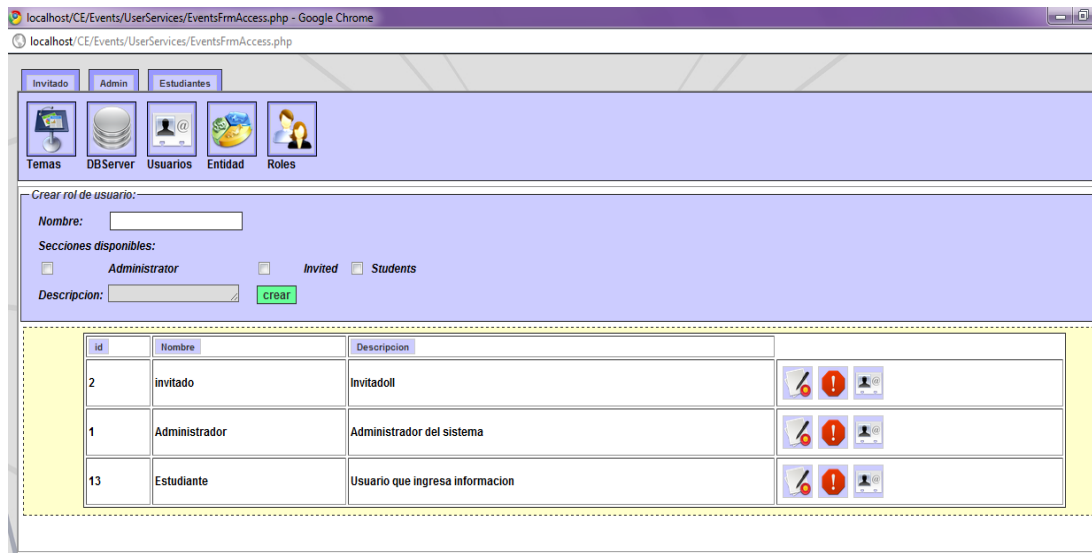 localhost/CE/Events/UserServices/EventsFrmAccess.php - Google Chrome
localhost/CE/Events/UserServices/EventsFrmAccess.php
Invitado Admin Estudiantes
Temas DBServer Usuarios Entidad Roles
Crear rol de usuario:
Nombre:
Secciones disponibles:
Administrator Invited Students
Descripcion: crear
id Nombre Descripcion
2 invitado Invitadoll
1 Administrador Administrador del sistema
13 Estudiante Usuario que ingresa informacion